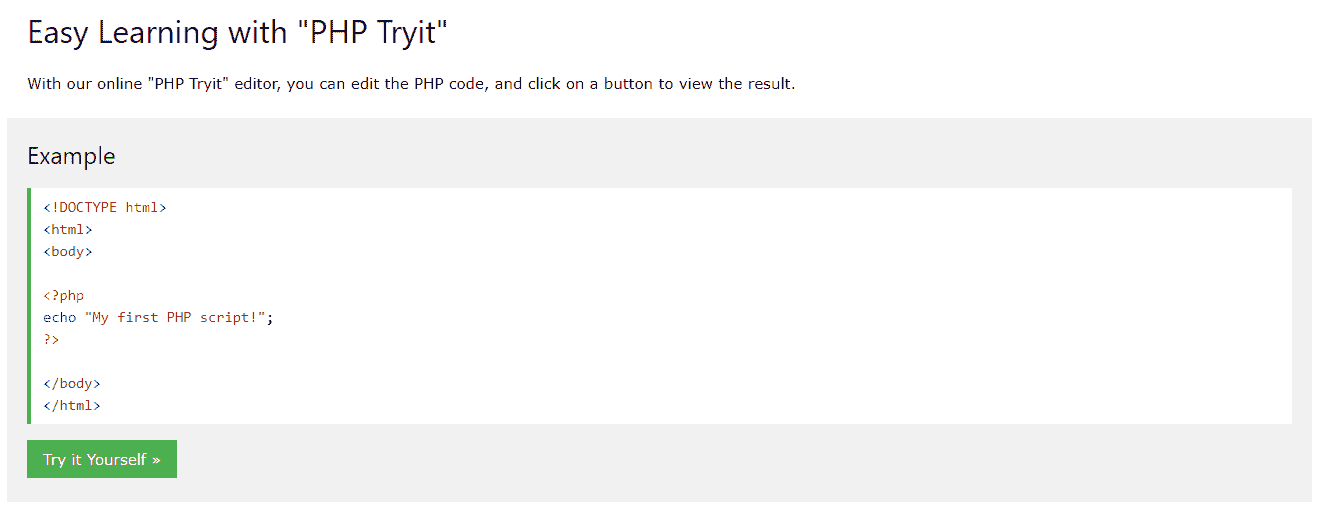 Easy Learning with "PHP Tryit"
With our online "PHP Tryit" editor, you can edit the PHP code, and click on a button to view the result.
Example
<!DOCTYPE html>
<html>
<body>
<?php
echo "My first PHP script!";
?>
</body>
</html>
Try it Yourself »